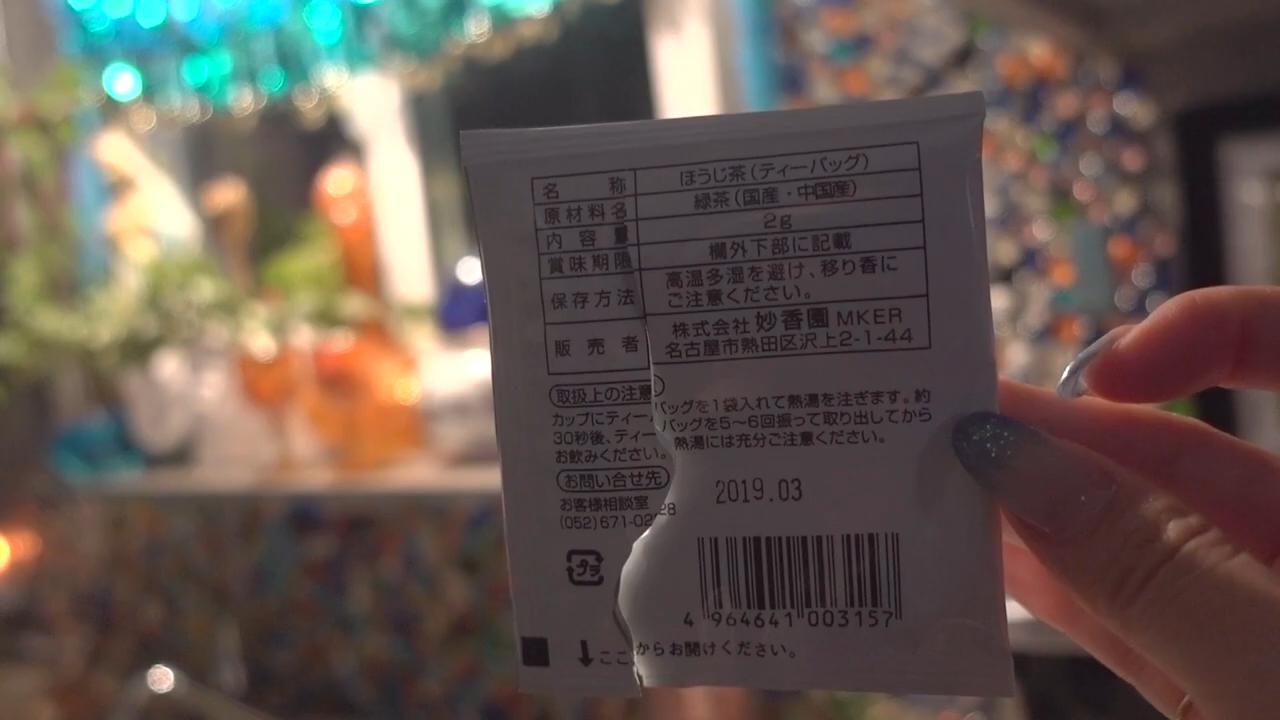 名称 ほうじ茶(ティーバッグ)
原材料名 緑茶(国産・中国産)
内容量 2g
賞味期限 欄外下部に記載
保存方法 高温多湿を避け、移り香に
ご注意ください。
販売者 株式会社 妙香園 MKER
名古屋市熱田区沢上2-1-44
取扱上の注意
カップにティーバッグを1袋入れて熱湯を注ぎます。約
30秒後、ティーバッグを5〜6回振って取り出してから
お飲みください。熱湯には充分ご注意ください。
お問い合せ先
お客様相談室
2019.03
(052)671-02 28
プラ
4 964641 003157
↓ここからお開けください。